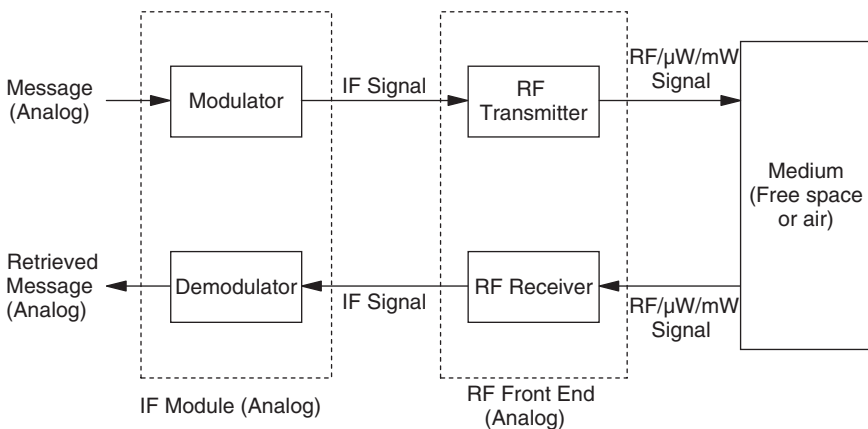 Message
(Analog)
Modulator
IF Signal
RF
Transmitter
RF/µW/mW
Signal
Medium
(Free space
or air)
Retrieved
Message
(Analog)
Demodulator
IF Signal
RF Receiver
RF/µW/mW
Signal
IF Module (Analog)
RF Front End
(Analog)